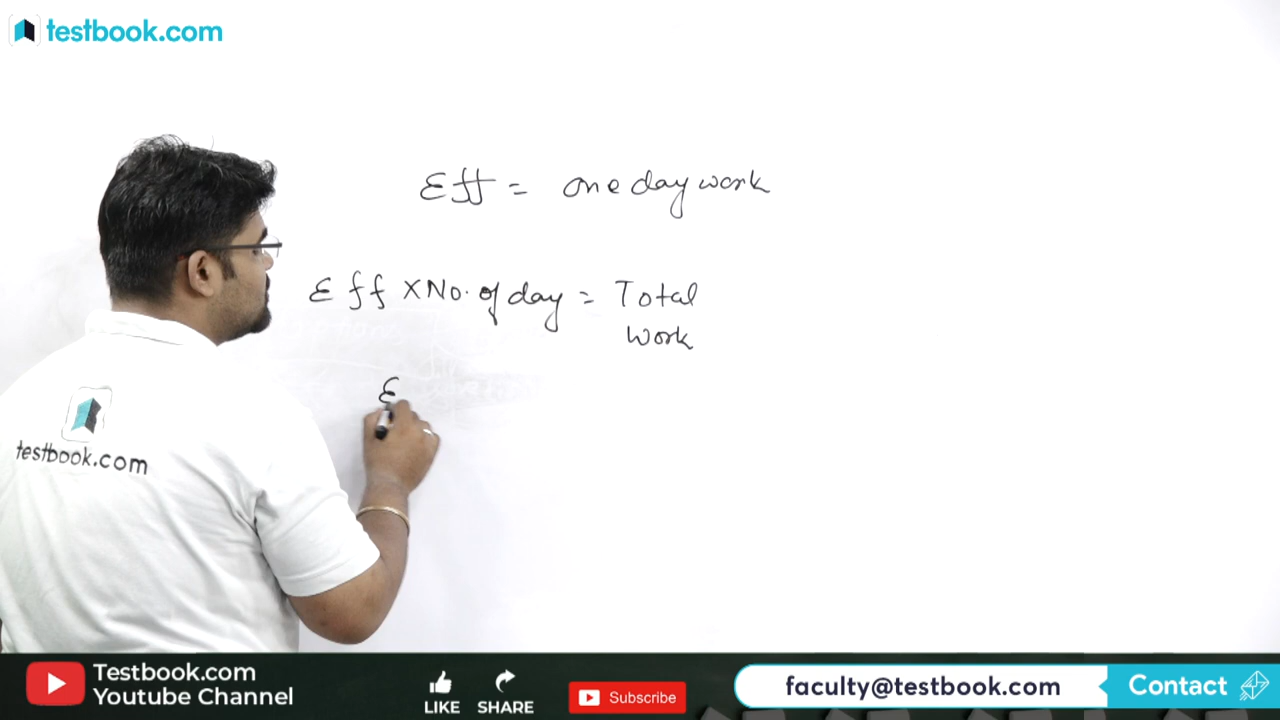 testbook.com
Eff = one day work
Eff X No. of day = Total
work
E
testbook.com
Testbook.com
Youtube Channel
LIKE
SHARE
Subscribe
faculty@testbook.com
Contact